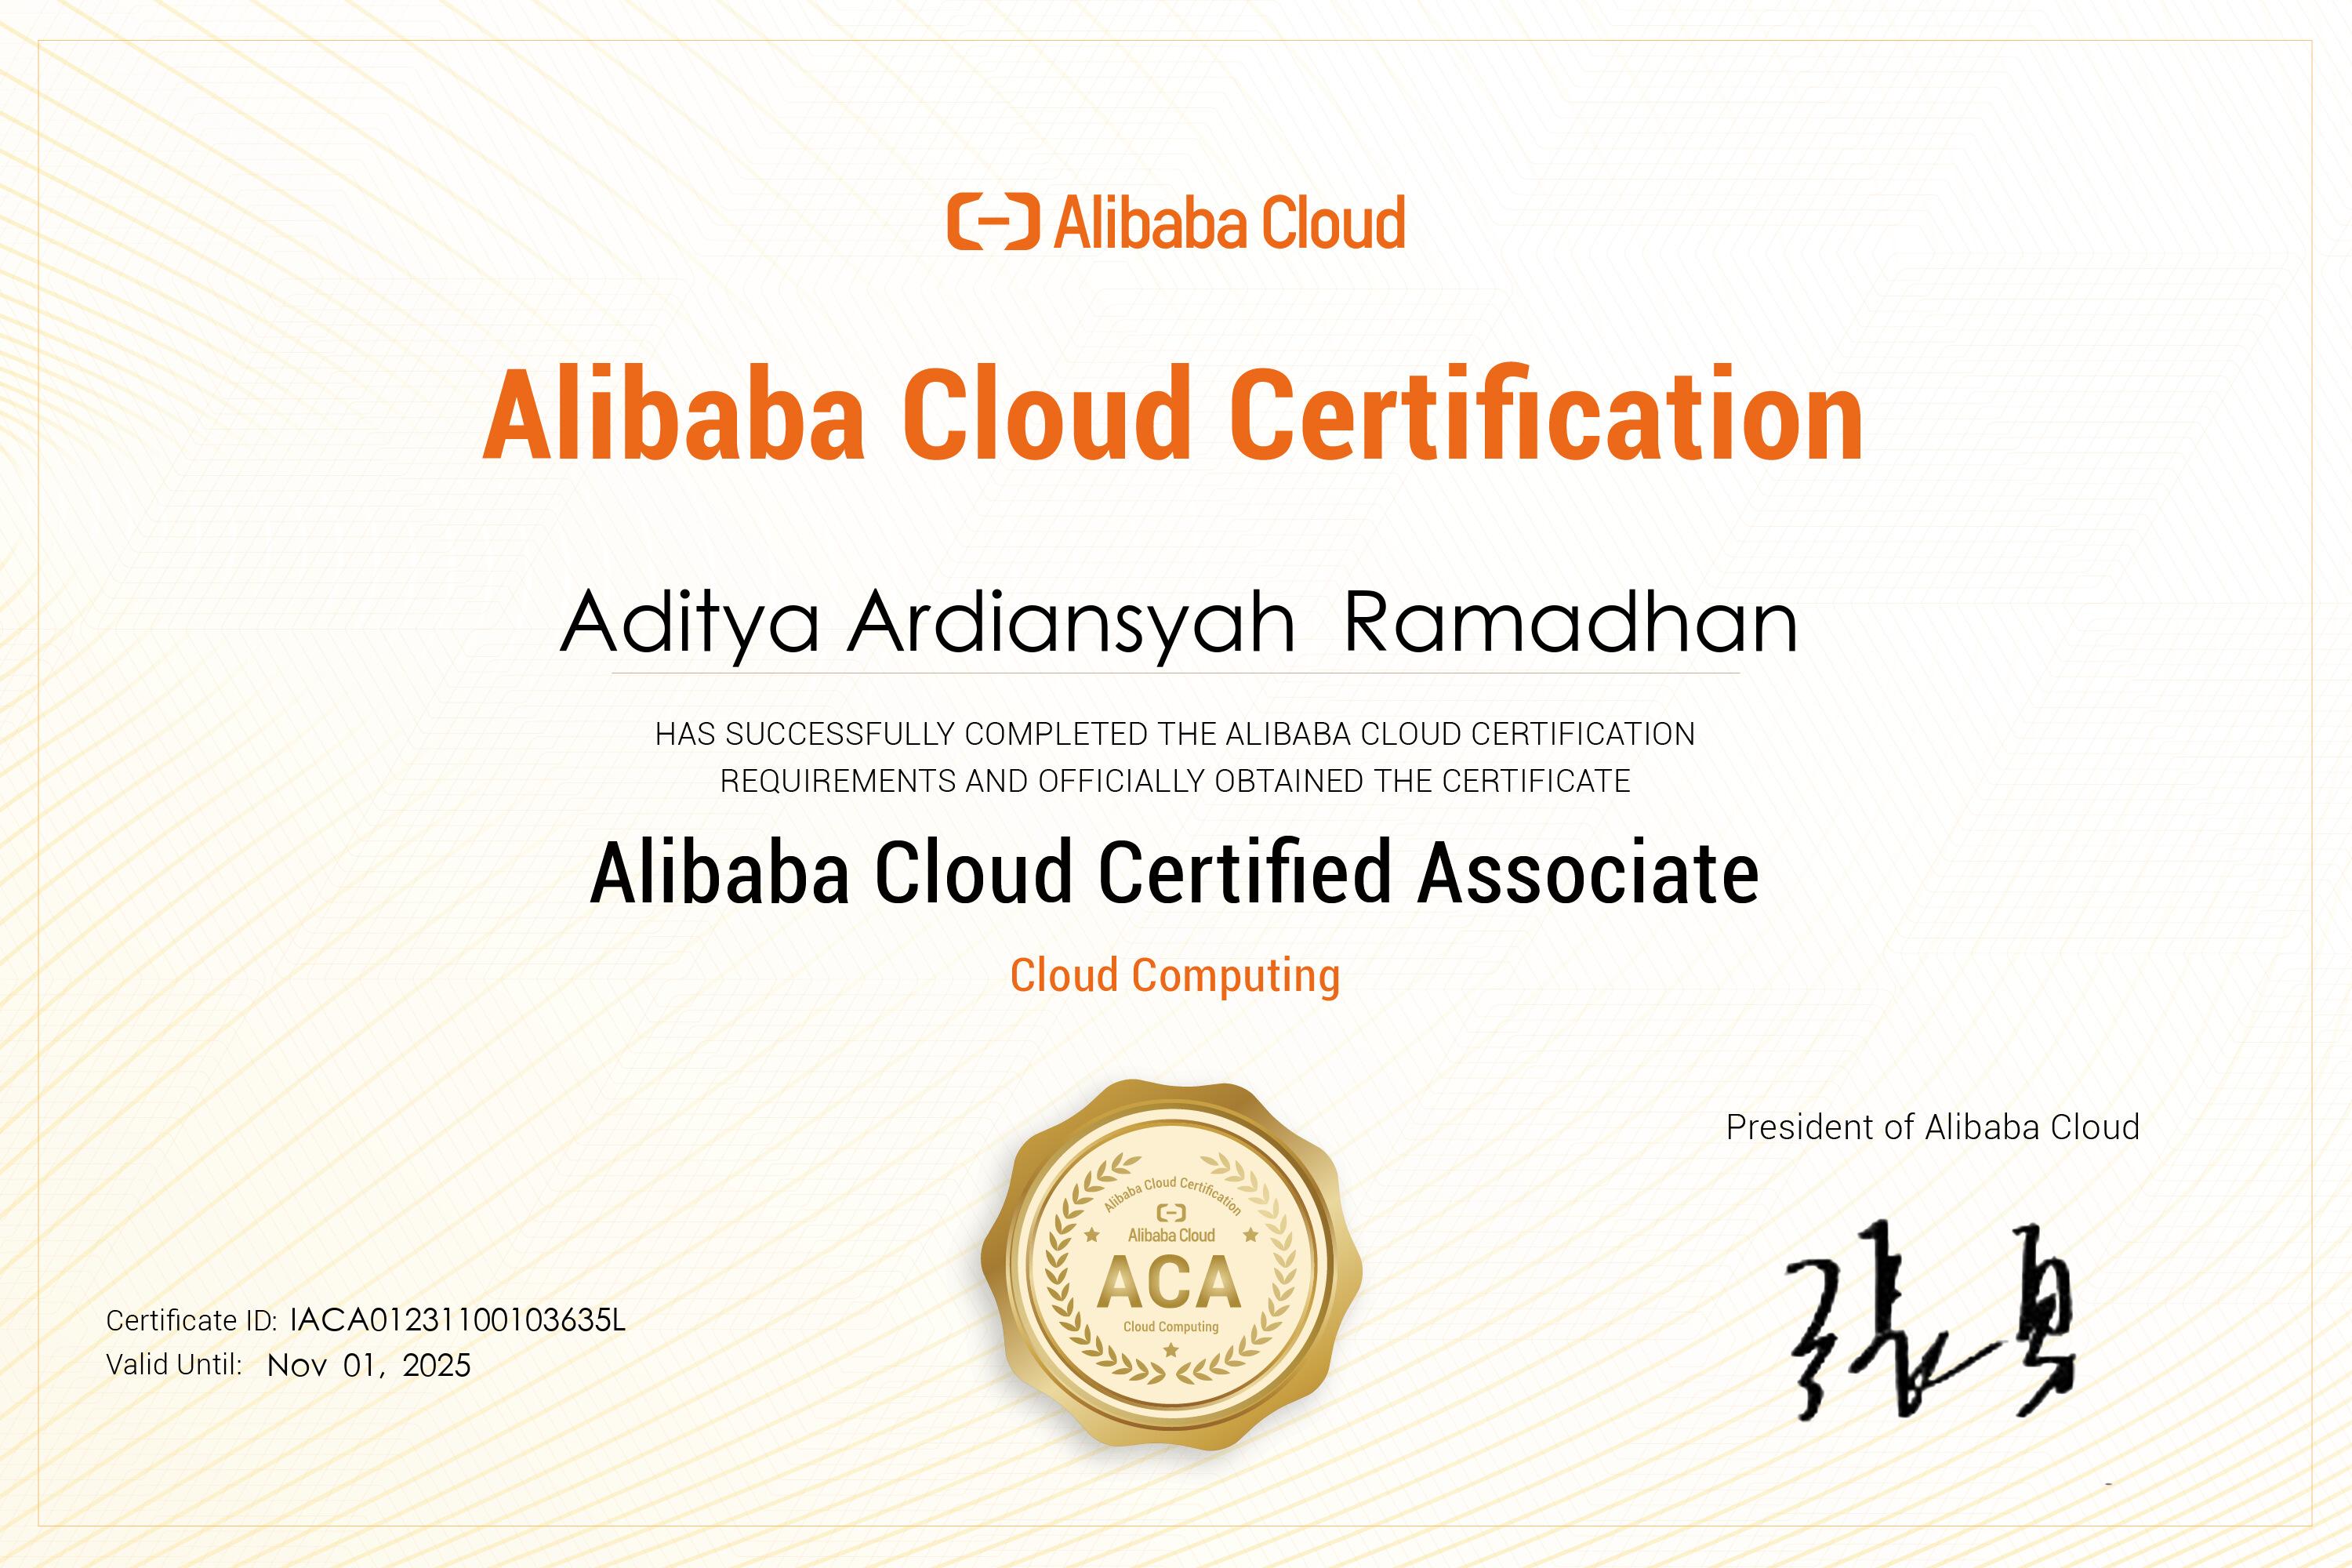 Alibaba Cloud
Alibaba Cloud Certification
Aditya Ardiansyah Ramadhan
HAS SUCCESSFULLY COMPLETED THE ALIBABA CLOUD CERTIFICATION
REQUIREMENTS AND OFFICIALLY OBTAINED THE CERTIFICATE
Alibaba Cloud Certified Associate
Cloud Computing
Alibaba Cloud Certification
Alibaba Cloud
ACA
Cloud Computing
President of Alibaba Cloud
Certificate ID: IACA01231100103635L
Valid Until: Nov 01, 2025